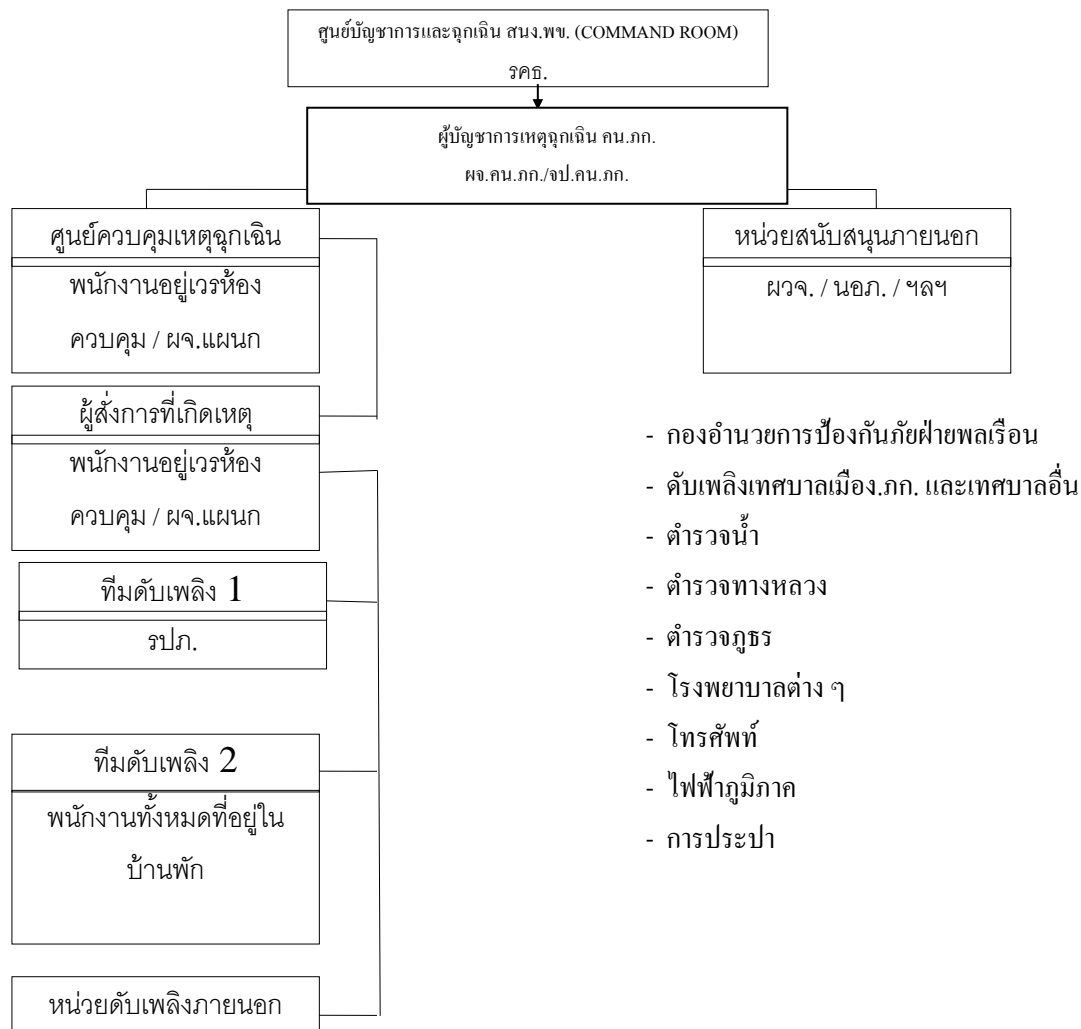 ศูนย์บัญชาการและฉุกเฉิน สนง.พข. (COMMAND ROOM)
รคธ.
ผู้บัญชาการเหตุฉุกเฉิน คน.ภก.
ผจ.คน.ภก./จป.คน.ภก.
ศูนย์ควบคุมเหตุฉุกเฉิน
พนักงานอยู่เวรห้อง
ควบคุม / ผจ.แผนก
ผู้สั่งการที่เกิดเหตุ
พนักงานอยู่เวรห้อง
ควบคุม / ผจ.แผนก
ทีมดับเพลิง 1
รปภ.
ทีมดับเพลิง 2
พนักงานทั้งหมดที่อยู่ใน
บ้านพัก
หน่วยดับเพลิงภายนอก
หน่วยสนับสนุนภายนอก
ผวจ. / นอภ. / ฯลฯ
- กองอำนวยการป้องกันภัยฝ่ายพลเรือน
- ดับเพลิงเทศบาลเมือง.ภก. และเทศบาลอื่น
- ตำรวจน้ำ
- ตำรวจทางหลวง
- ตำรวจภูธร
- โรงพยาบาลต่าง ๆ
- โทรศัพท์
- ไฟฟ้าภูมิภาค
- การประปา